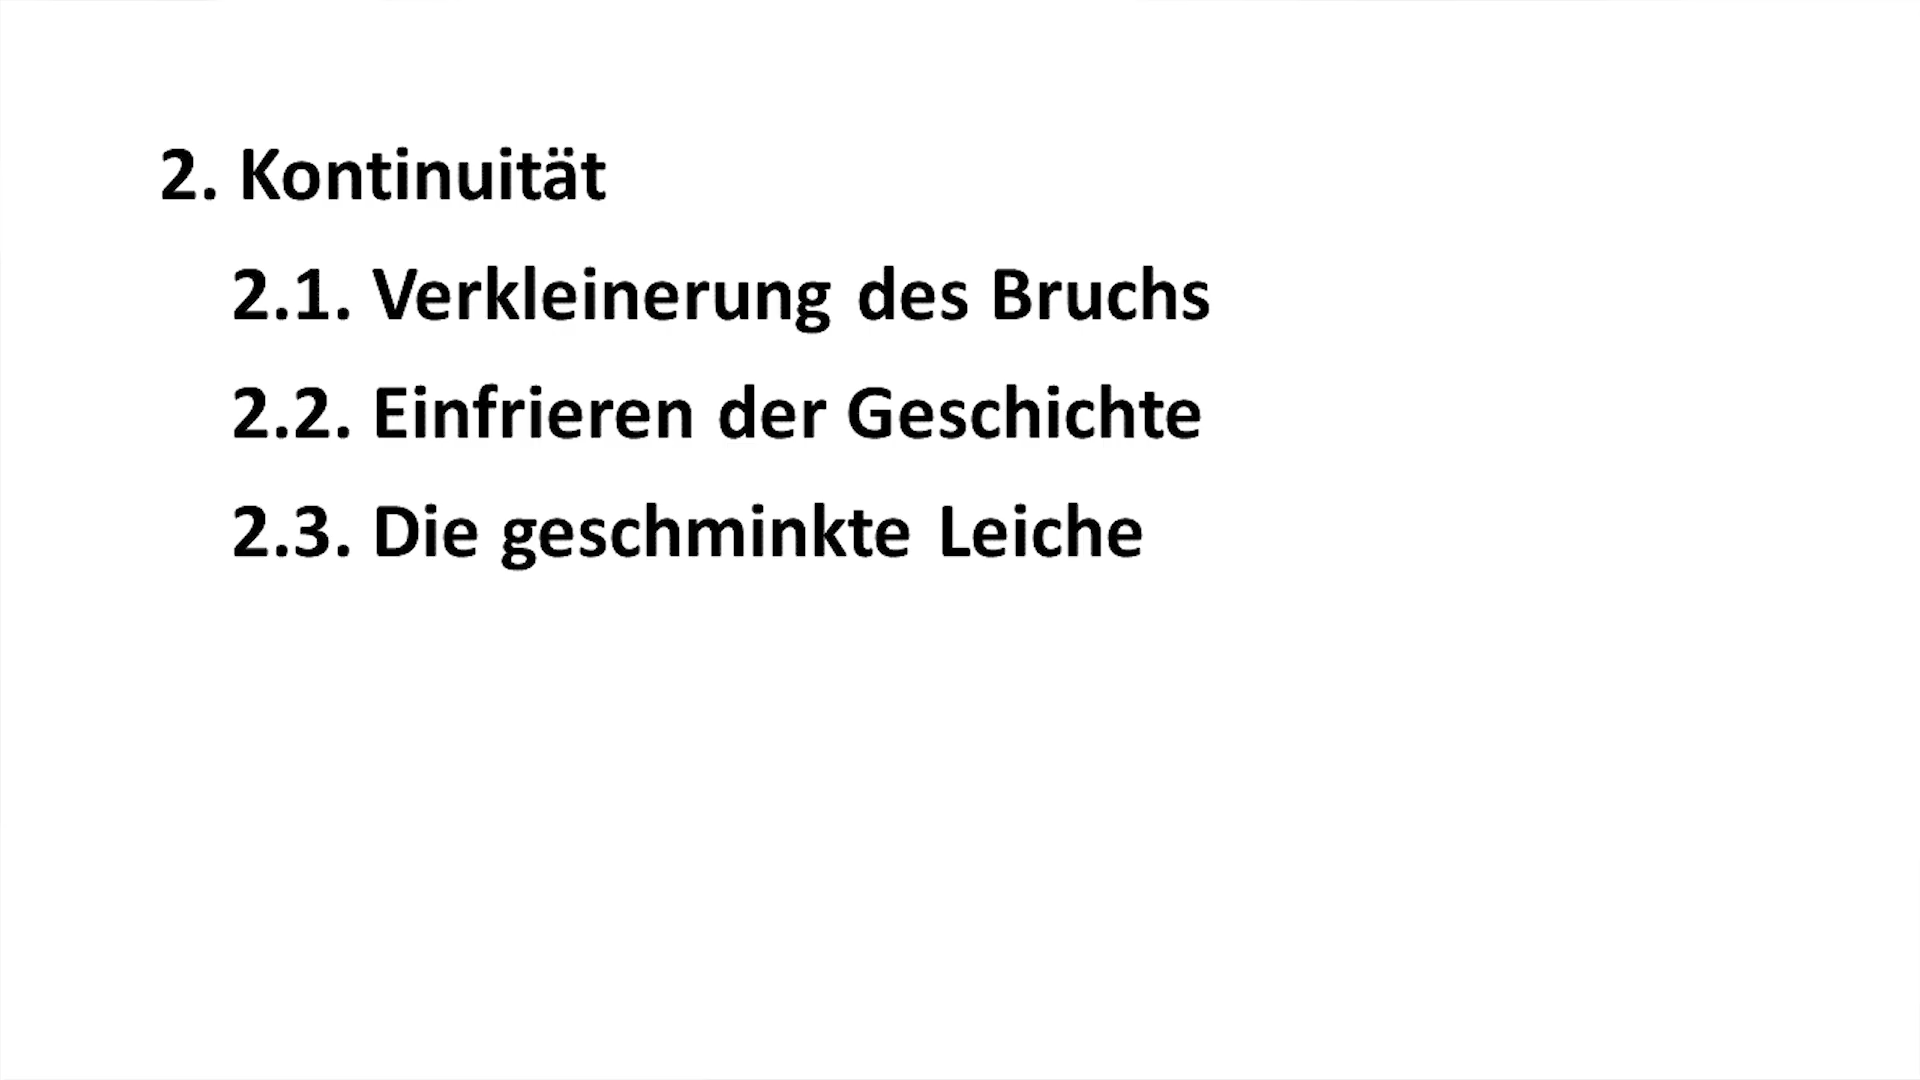 2. Kontinuität
2.1. Verkleinerung des Bruchs
2.2. Einfrieren der Geschichte
2.3. Die geschminkte Leiche